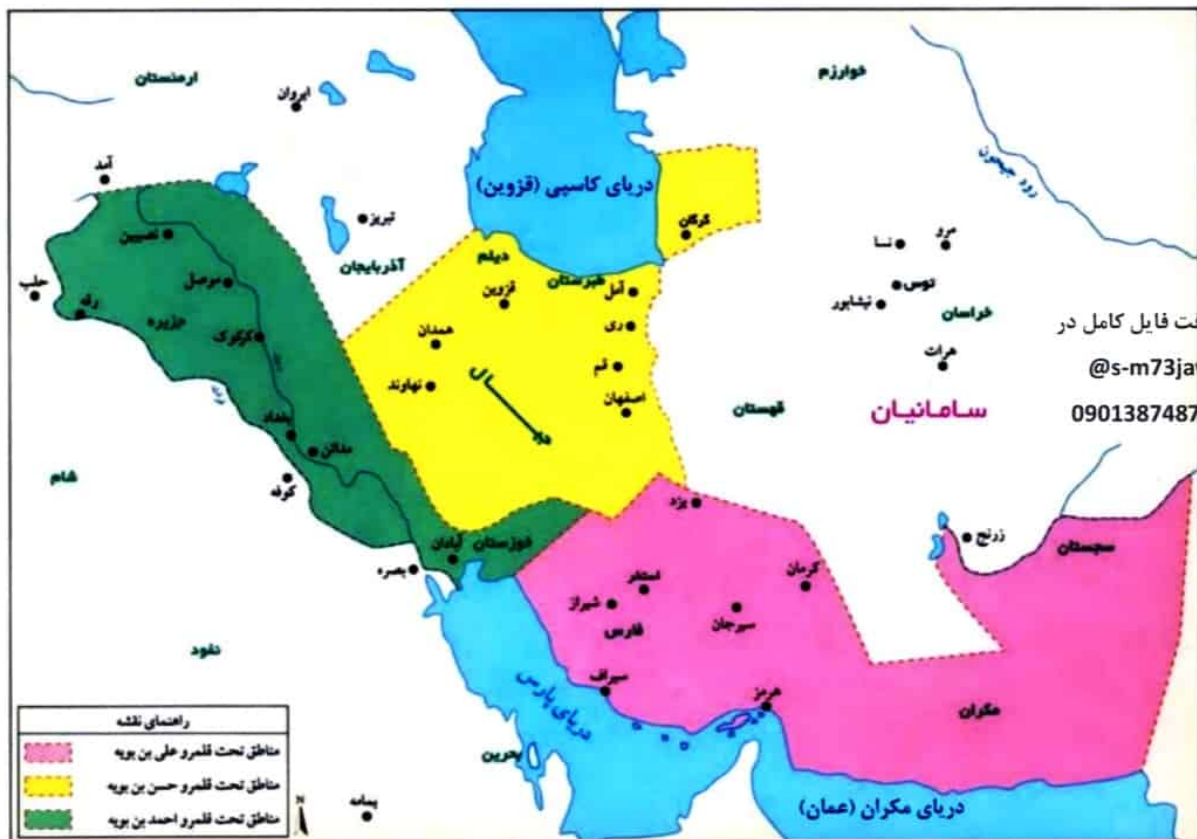 خوارزم
ارمنستان
ایروان
رود جیحون
آمد
دریای کاسپی (قزوین)
گرگان
تبریز
نصیبین
مرو
نسا
دیلم
آذربایجان
طبرستان
موصل
حلب
توس
آمل
قزوین
نیشابور
رقه
جزیره
خراسان
فت فایل کامل در
ری
کرکوک
همدان
هرات
@s-m73ja
قم
نهاوند
اصفهان
قهستان
سامانیان
090138748
بغداد
مدائن
شام
کوفه
یزد
زرنج
سجستان
خوزستان
آبادان
بصره
کرمان
استخر
شیراز
سیرجان
فارس
نفود
سیراف
دریای پارس
هرمز
مکران
راهنمای نقشه
مناطق تحت قلمرو علی بن بویه
بحرین
مناطق تحت قلمرو حسن بن بویه
دریای مکران (عمان)
یمامه
N
مناطق تحت قلمرو احمد بن بویه